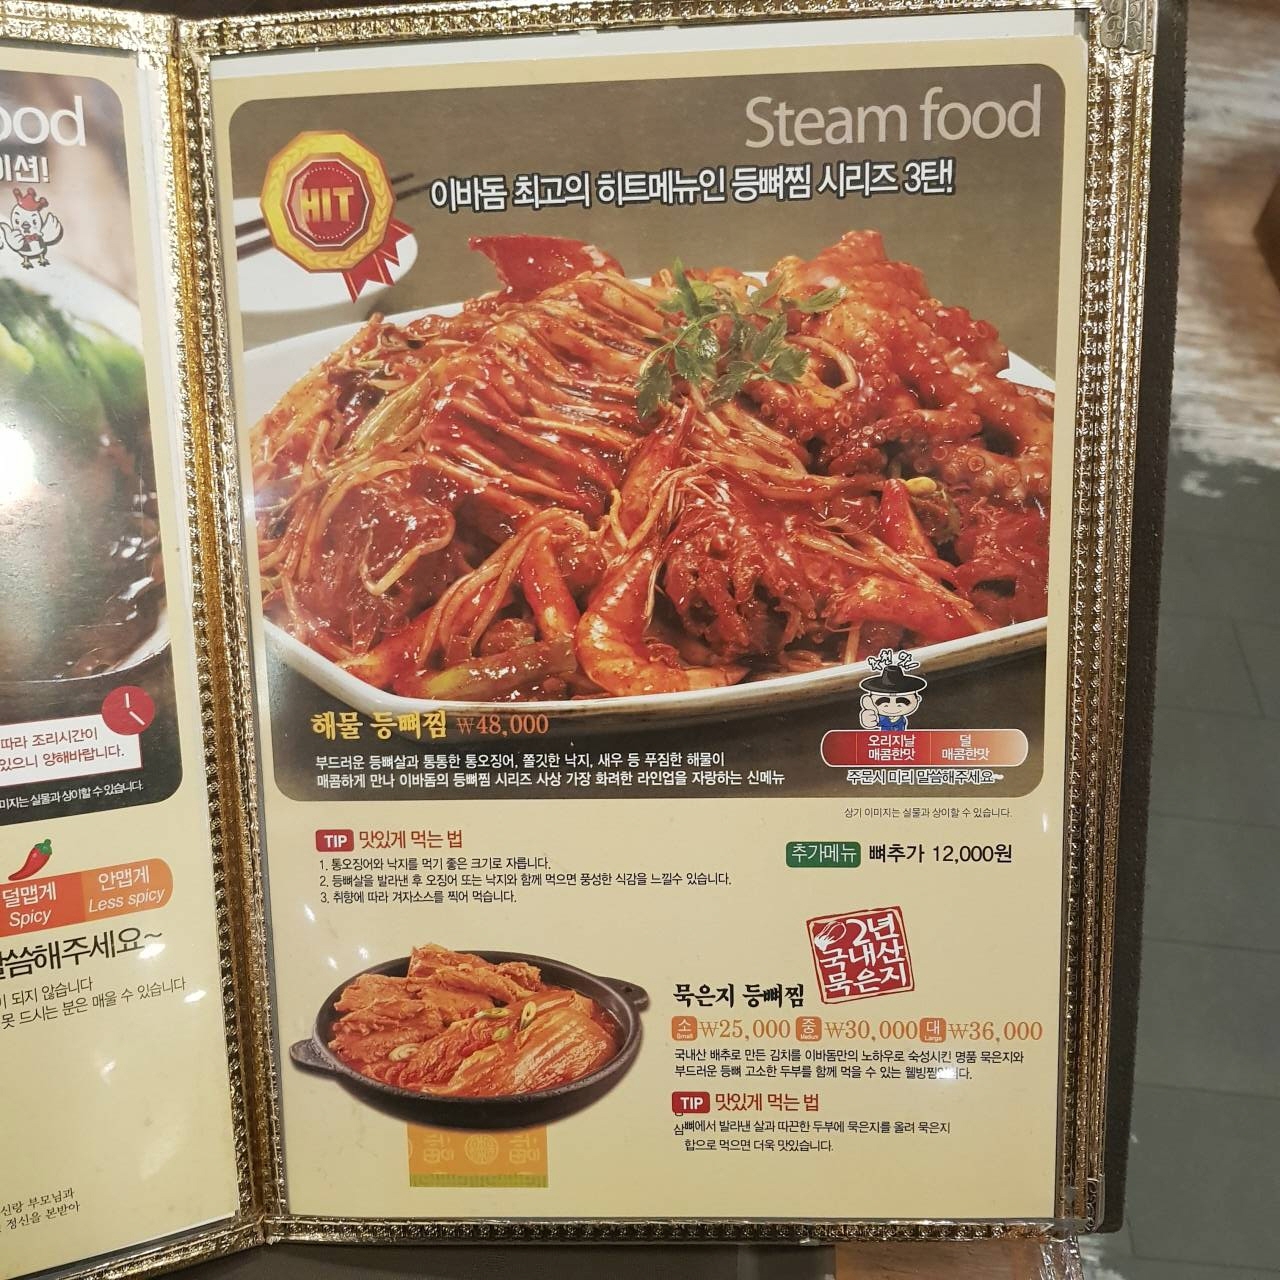 ood
이션!
따라 조리시간이
있으니 양해바랍니다.
미지는 실물과 상이할 수 있습니다.
덜맵게
Spicy
안맵게
Less spicy
말씀해주세요~
이 되지 않습니다
못 드시는 분은 매울 수 있습니다
신랑 부모님과
정신을 본받아
Steam food
HIT
이바돔 최고의 히트메뉴인 등뼈찜 시리즈 3탄!
해물 등뼈찜 ₩48,000
부드러운 등뼈살과 통통한 통오징어, 쫄깃한 낙지, 새우 등 푸짐한 해물이
매콤하게 만나 이바돔의 등뼈찜 시리즈 사상 가장 화려한 라인업을 자랑하는 신메뉴
오리지날
매콤한맛
덜
매콤한맛
주문시 미리 말씀해주세요~
상기 이미지는 실물과 상이할 수 있습니다.
TIP 맛있게 먹는 법
1. 통오징어와 낙지를 먹기 좋은 크기로 자릅니다.
2. 등뼈살을 발라낸 후 오징어 또는 낙지와 함께 먹으면 풍성한 식감을 느낄수 있습니다.
3. 취향에 따라 겨자소스를 찍어 먹습니다.
추가메뉴 뼈추가 12,000원
2년
국내산
묵은지
묵은지 등뼈찜
소 Small ₩25,000 중 Medium ₩30,000 대 Large ₩36,000
국내산 배추로 만든 김치를 이바돔만의 노하우로 숙성시킨 명품 묵은지와
부드러운 등뼈 고소한 두부를 함께 먹을 수 있는 웰빙찜입니다.
TIP 맛있게 먹는 법
뼈에서 발라낸 살과 따끈한 두부에 묵은지를 올려 묵은지
삼
합으로 먹으면 더욱 맛있습니다.